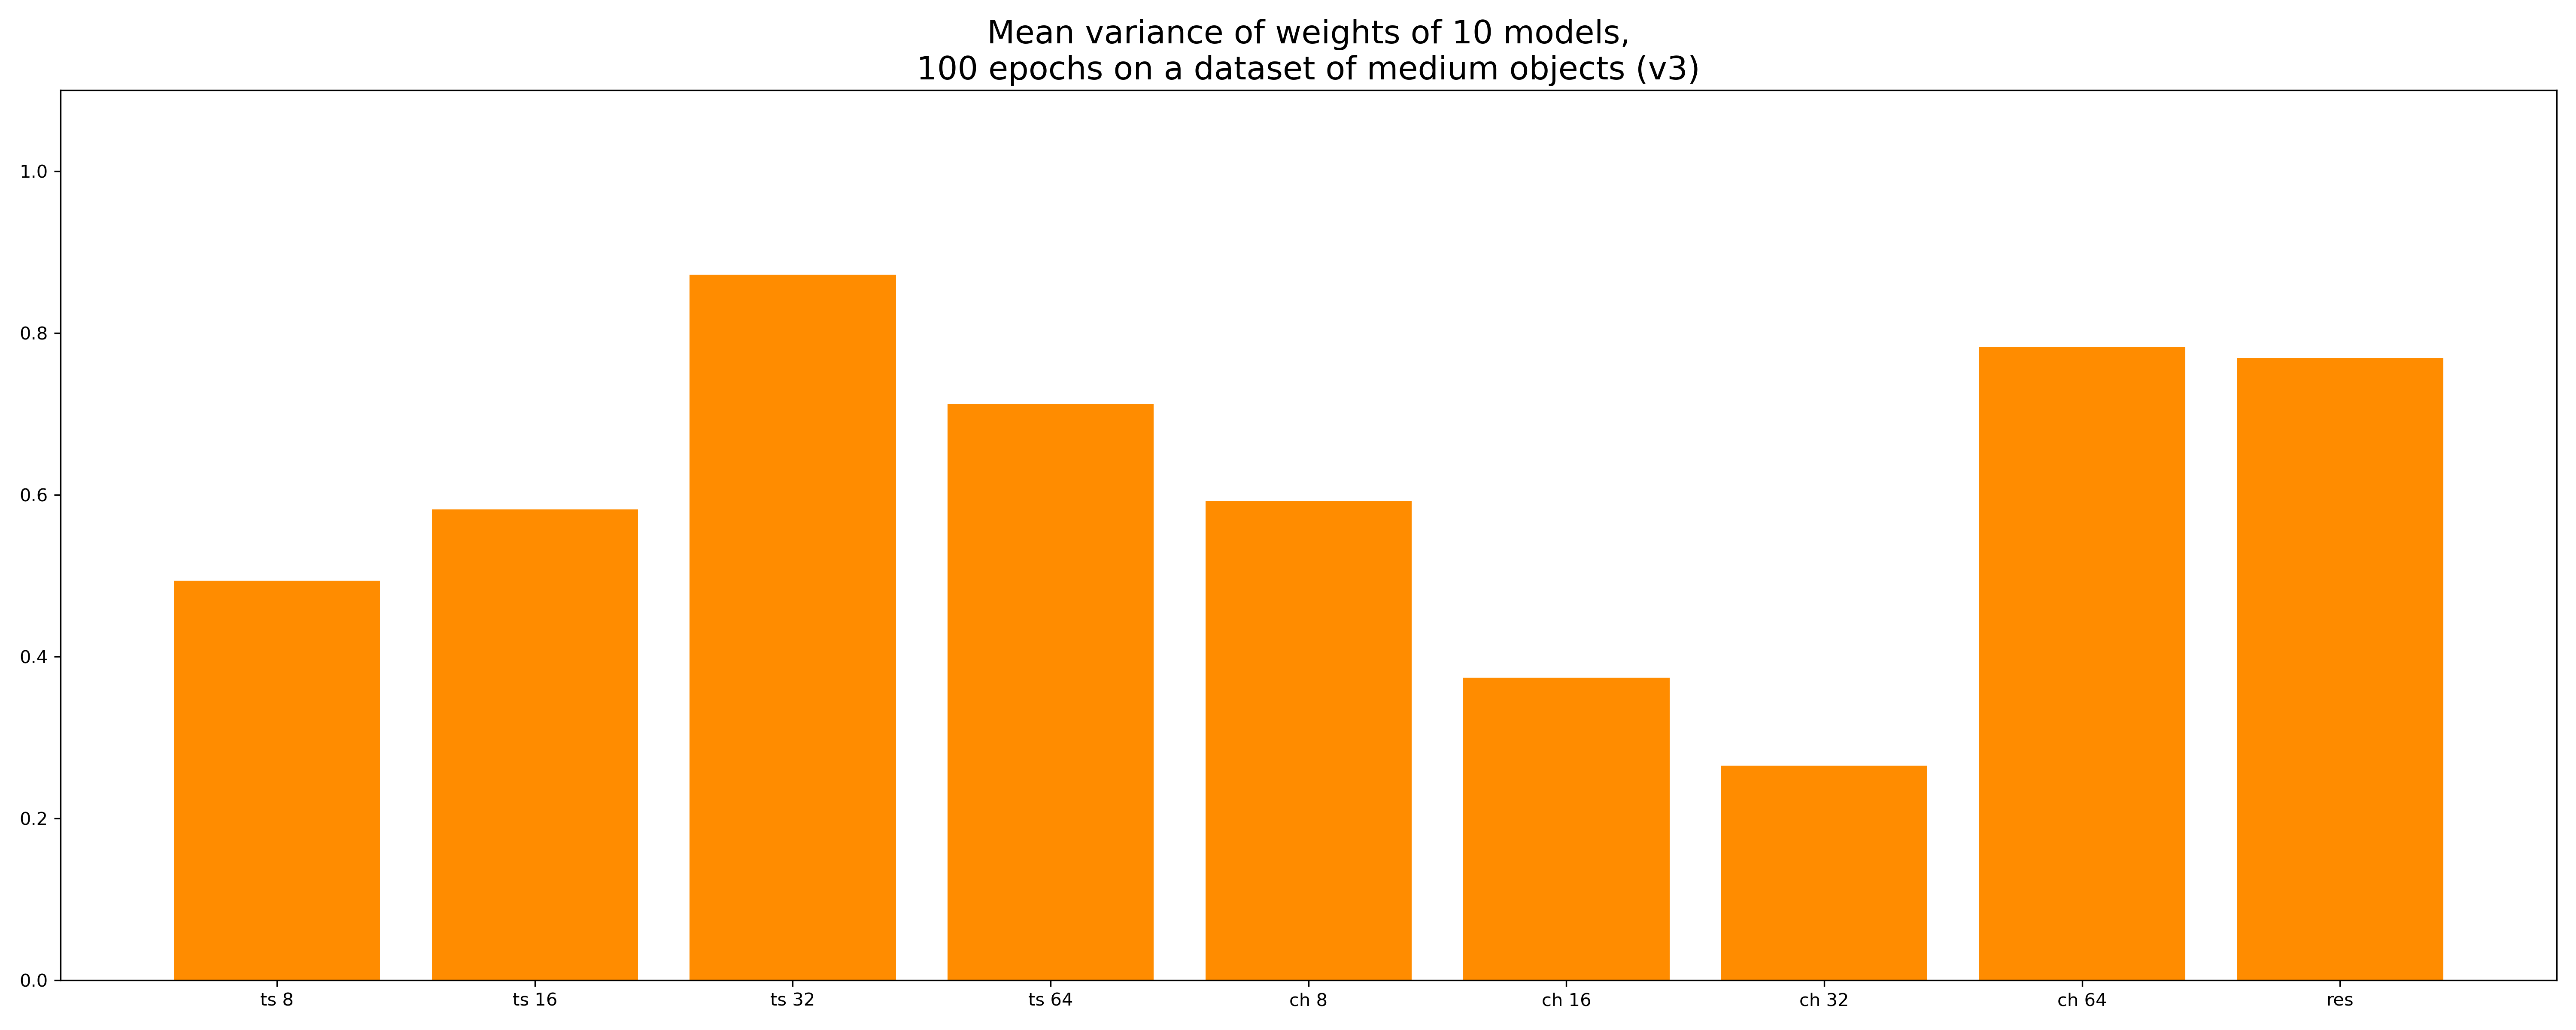 Mean variance of weights of 10 models,
100 epochs on a dataset of medium objects (v3)
1.0
0.8
0.6
0.4
0.2
0.0
ts 8
ts 16
ts 32
ts 64
ch 8
ch 16
ch 32
ch 64
res